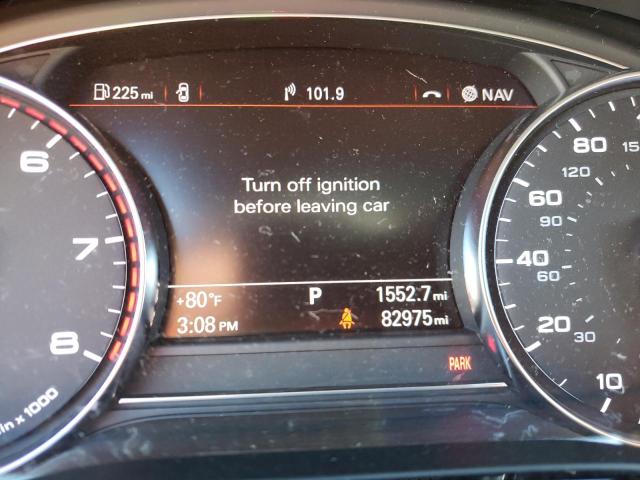 225 mi 101.9 NAV
Turn off ignition
before leaving car
+80°F P 1552.7 mi
3:08 PM 82975 mi
PARK
6
7
8
x 1000
80
120
60
90
40
60
20
30
10